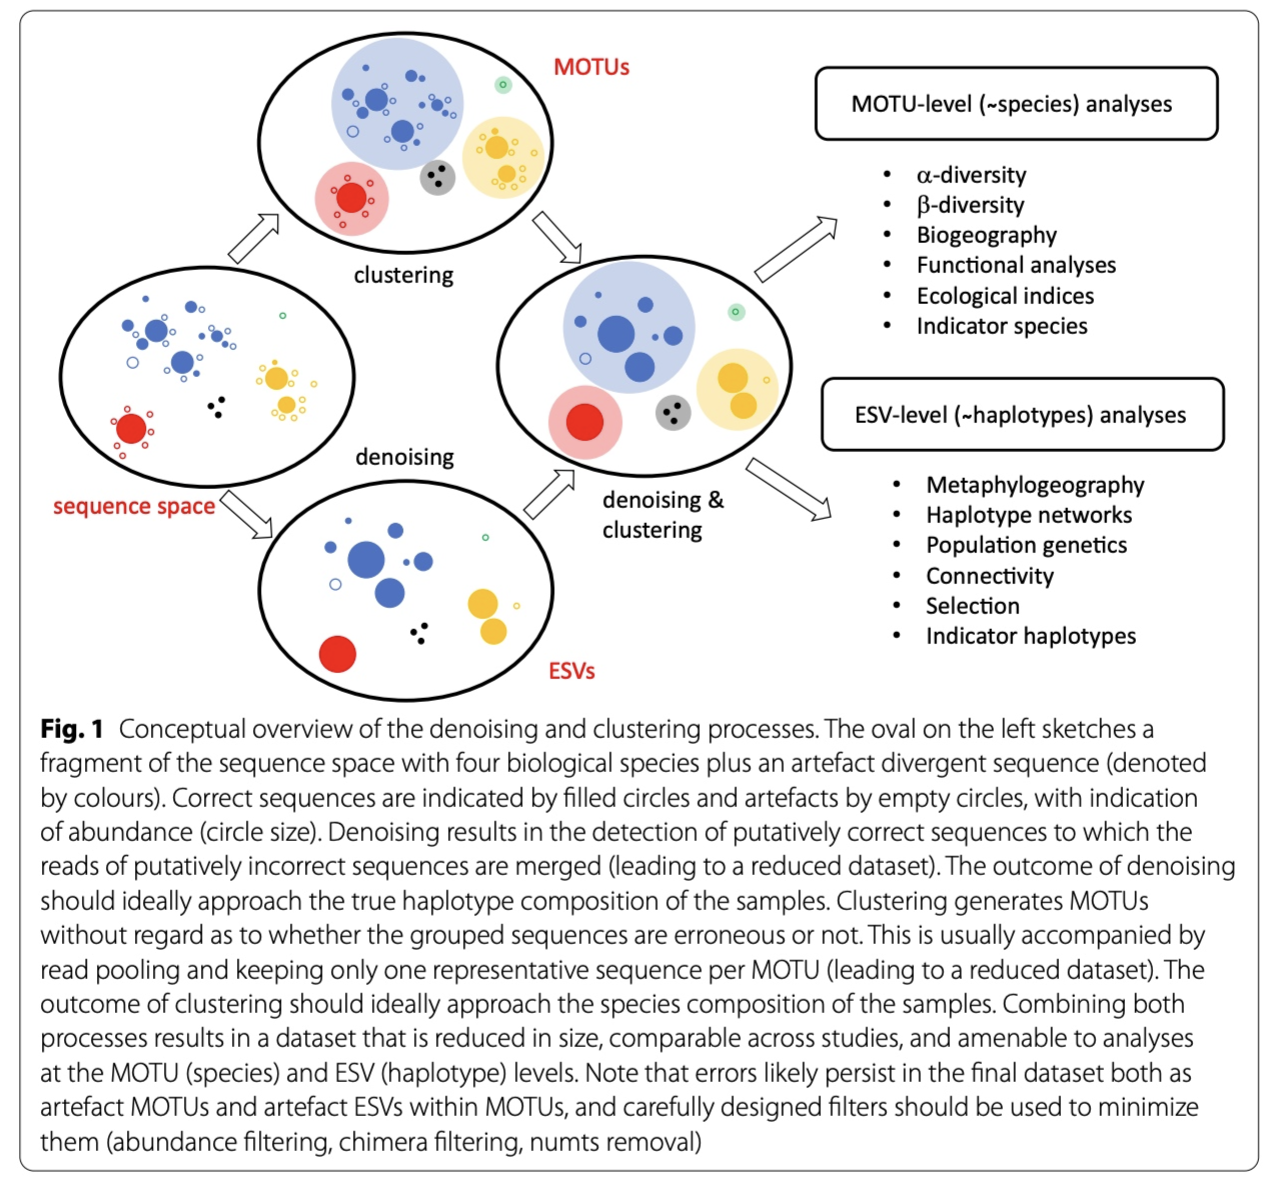 MOTUs
clustering
sequence space
denoising
ESVs
denoising &
clustering
MOTU-level (~species) analyses
• α-diversity
• β-diversity
• Biogeography
• Functional analyses
• Ecological indices
• Indicator species
ESV-level (~haplotypes) analyses
• Metaphylogeography
• Haplotype networks
• Population genetics
• Connectivity
• Selection
• Indicator haplotypes
Fig. 1 Conceptual overview of the denoising and clustering processes. The oval on the left sketches a
fragment of the sequence space with four biological species plus an artefact divergent sequence (denoted
by colours). Correct sequences are indicated by filled circles and artefacts by empty circles, with indication
of abundance (circle size). Denoising results in the detection of putatively correct sequences to which the
reads of putatively incorrect sequences are merged (leading to a reduced dataset). The outcome of denoising
should ideally approach the true haplotype composition of the samples. Clustering generates MOTUs
without regard as to whether the grouped sequences are erroneous or not. This is usually accompanied by
read pooling and keeping only one representative sequence per MOTU (leading to a reduced dataset). The
outcome of clustering should ideally approach the species composition of the samples. Combining both
processes results in a dataset that is reduced in size, comparable across studies, and amenable to analyses
at the MOTU (species) and ESV (haplotype) levels. Note that errors likely persist in the final dataset both as
artefact MOTUs and artefact ESVs within MOTUs, and carefully designed filters should be used to minimize
them (abundance filtering, chimera filtering, numts removal)